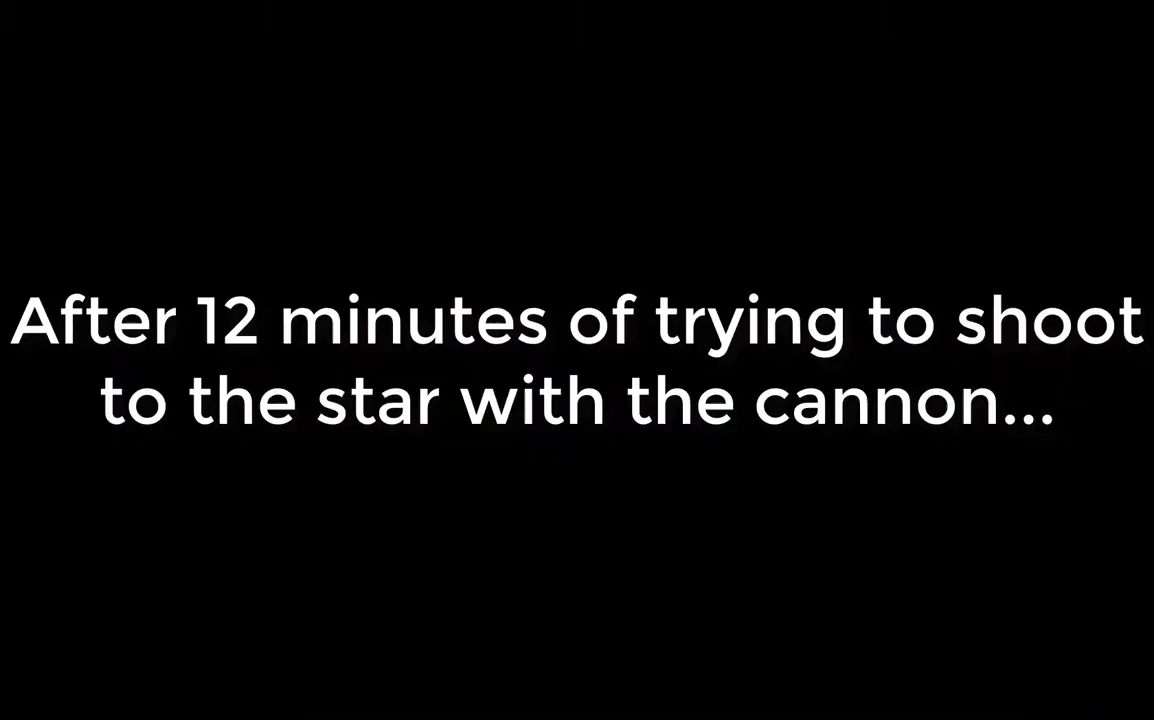 After 12 minutes of trying to shoot
to the star with the cannon...